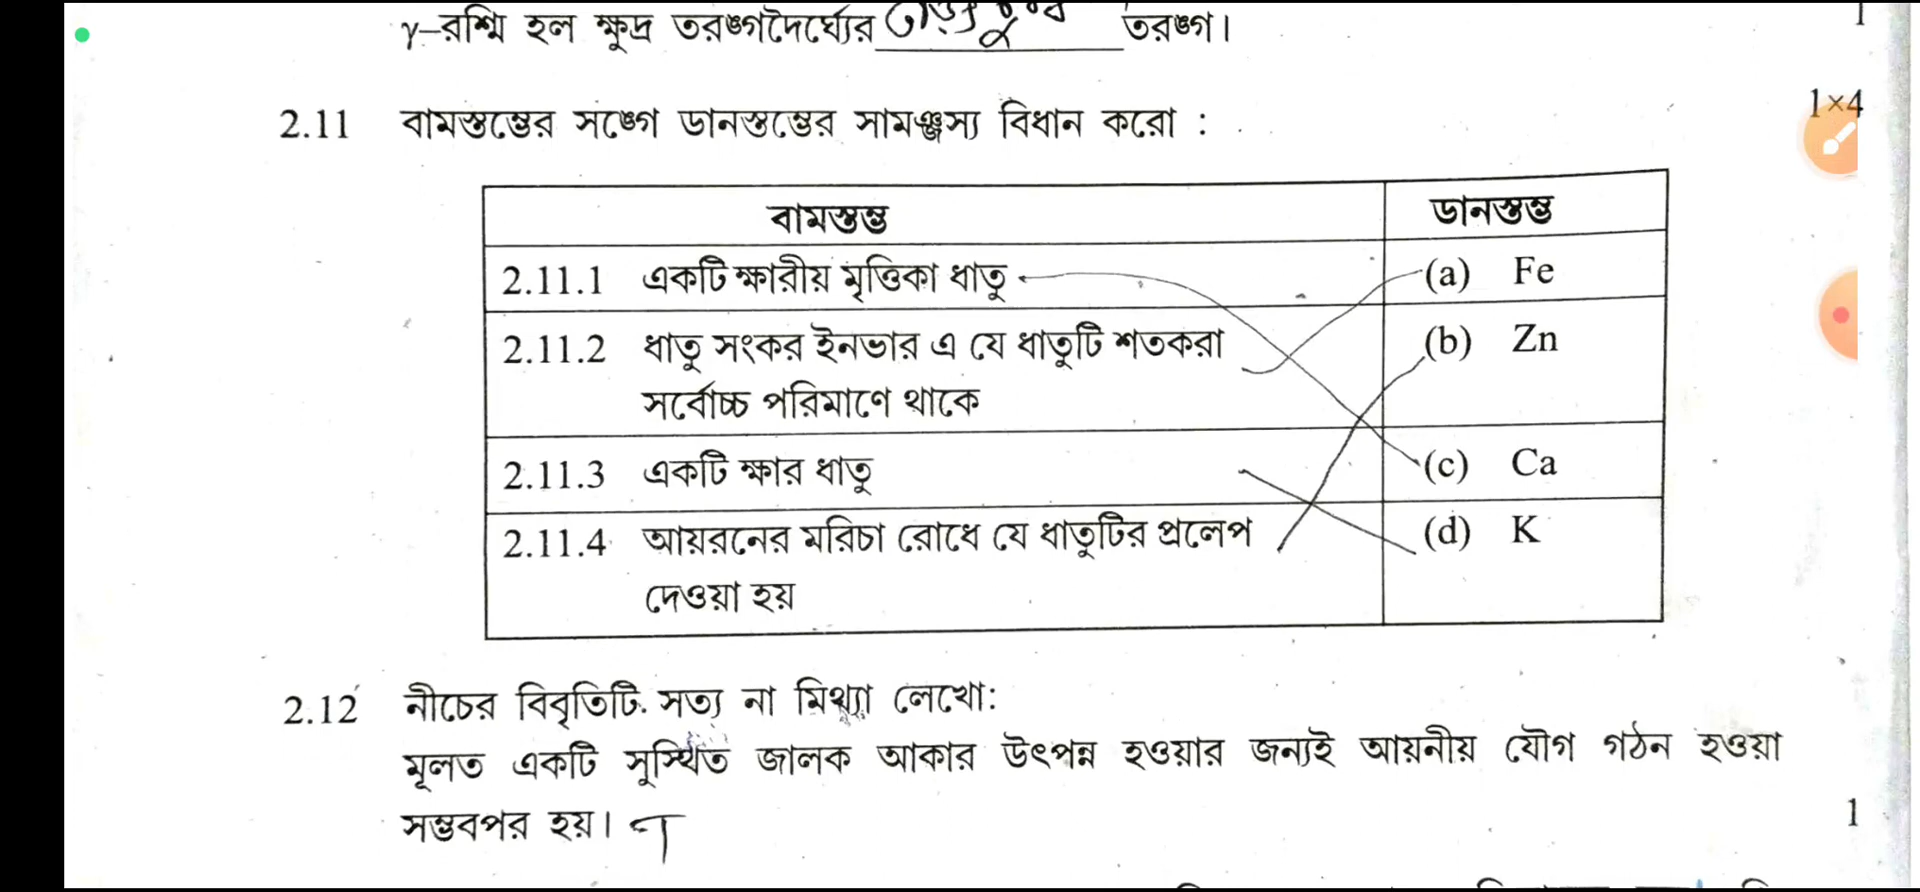 γ–রশ্মি হল ক্ষুদ্র তরঙ্গদৈর্ঘ্যের তরঙ্গ। 1
2.11 বামস্তম্ভের সঙ্গে ডানস্তম্ভের সামঞ্জস্য বিধান করো : 1×4
বামস্তম্ভ ডানস্তম্ভ
2.11.1 একটি ক্ষারীয় মৃত্তিকা ধাতু (a) Fe
2.11.2 ধাতু সংকর ইনভার এ যে ধাতুটি শতকরা (b) Zn
সর্বোচ্চ পরিমাণে থাকে
2.11.3 একটি ক্ষার ধাতু (c) Ca
2.11.4 আয়রনের মরিচা রোধে যে ধাতুটির প্রলেপ (d) K
দেওয়া হয়
2.12 নীচের বিবৃতিটি সত্য না মিথ্যা লেখো:
মূলত একটি সুস্থিত জালক আকার উৎপন্ন হওয়ার জন্যই আয়নীয় যৌগ গঠন হওয়া
সম্ভবপর হয়। T 1